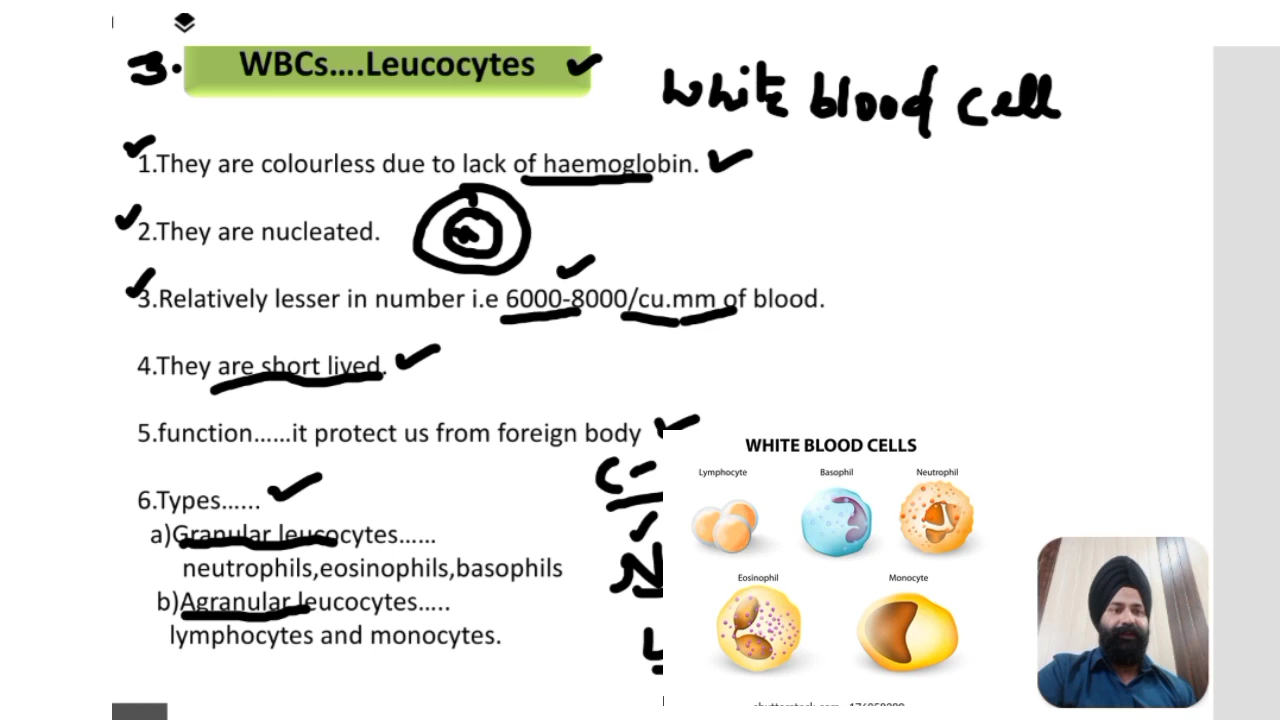 3. WBCs....Leucocytes
White blood cell
1.They are colourless due to lack of haemoglobin.
2.They are nucleated.
3.Relatively lesser in number i.e 6000-8000/cu.mm of blood.
4.They are short lived.
5.function......it protect us from foreign body
6.Types......
a)Granular leucocytes......
neutrophils,eosinophils,basophils
b)Agranular leucocytes.....
lymphocytes and monocytes.
WHITE BLOOD CELLS
Lymphocyte
Basophil
Neutrophil
Eosinophil
Monocyte